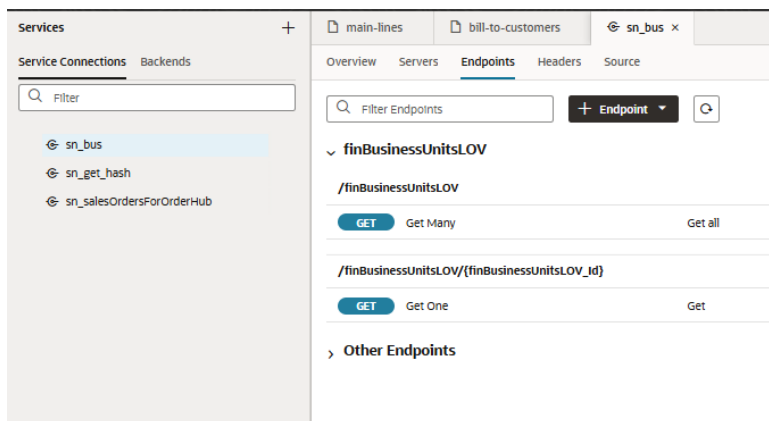 Services
Service Connections Backends
Filter
sn_bus
sn_get_hash
sn_salesOrdersForOrderHub
main-lines bill-to-customers sn_bus ×
Overview Servers Endpoints Headers Source
Filter Endpoints + Endpoint
finBusinessUnitsLOV
/finBusinessUnitsLOV
GET Get Many Get all
/finBusinessUnitsLOV/{finBusinessUnitsLOV_Id}
GET Get One Get
Other Endpoints